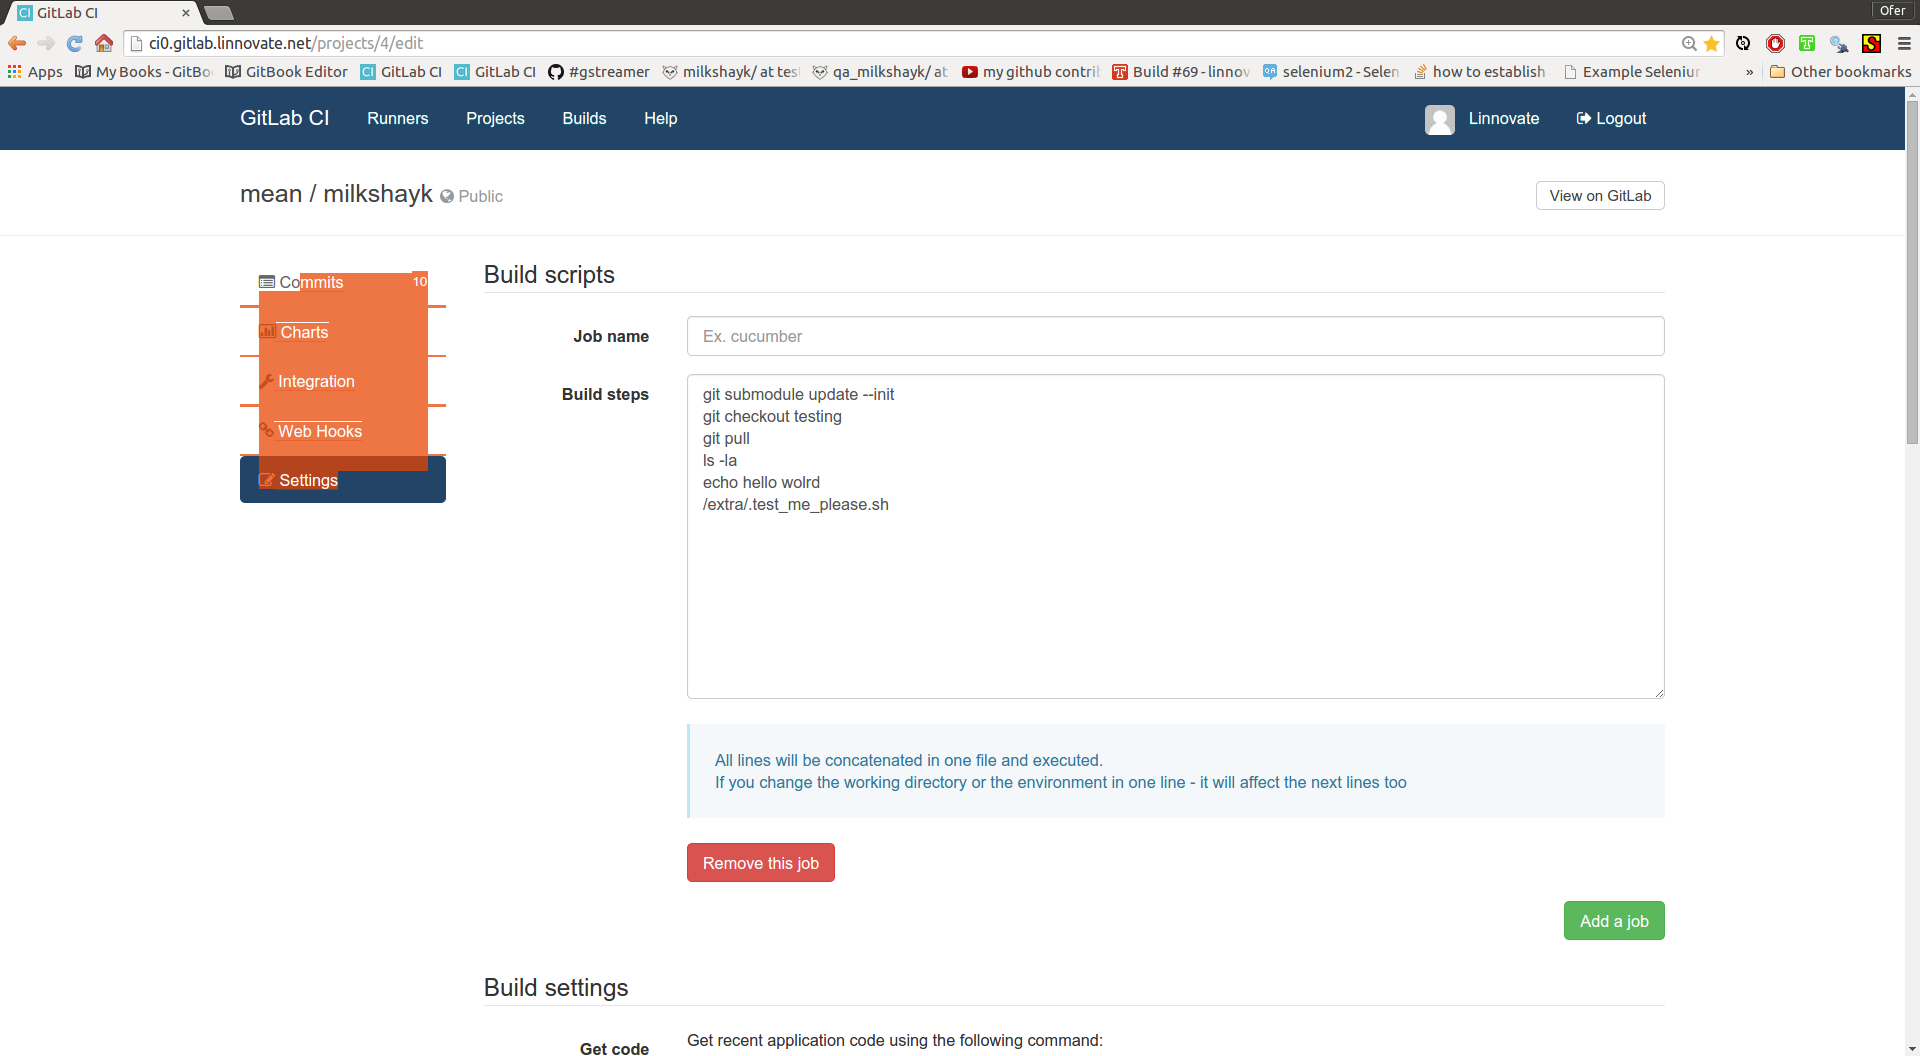 GitLab CI
Ofer
ci0.gitlab.linnovate.net/projects/4/edit
Apps My Books - GitBo GitBook Editor GitLab CI GitLab CI #gstreamer milkshayk/ at tes qa_milkshayk/ at my github contri Build #69 - linnov selenium2 - Selen how to establish Example Seleniur » Other bookmarks
GitLab CI Runners Projects Builds Help Linnovate Logout
mean / milkshayk Public View on GitLab
Commits 10
Charts
Integration
Web Hooks
Settings
Build scripts
Job name Ex. cucumber
Build steps
git submodule update --init
git checkout testing
git pull
ls -la
echo hello wolrd
/extra/.test_me_please.sh
All lines will be concatenated in one file and executed.
If you change the working directory or the environment in one line - it will affect the next lines too
Remove this job
Add a job
Build settings
Get code Get recent application code using the following command: